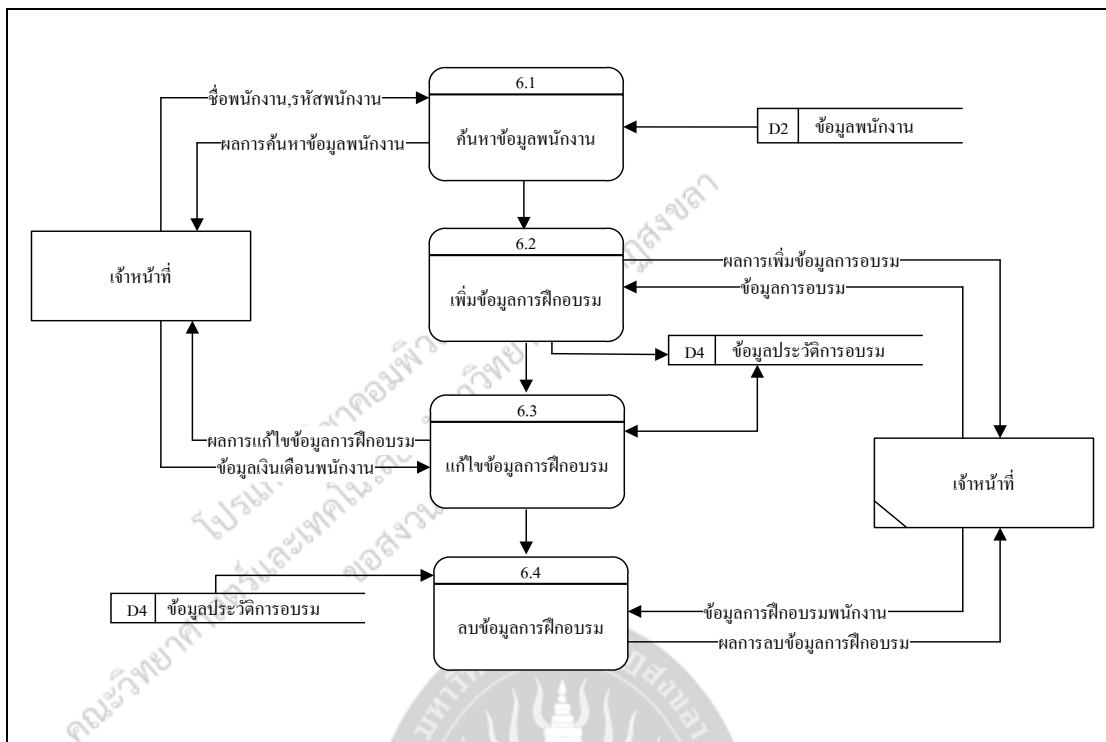 6.1
ชื่อพนักงาน,รหัสพนักงาน
ค้นหาข้อมูลพนักงาน
D2 ข้อมูลพนักงาน
ผลการค้นหาข้อมูลพนักงาน
6.2
เจ้าหน้าที่
เพิ่มข้อมูลการฝึกอบรม
ผลการเพิ่มข้อมูลการอบรม
ข้อมูลการอบรม
D4 ข้อมูลประวัติการอบรม
6.3
ผลการแก้ไขข้อมูลการฝึกอบรม
ข้อมูลเงินเดือนพนักงาน
แก้ไขข้อมูลการฝึกอบรม
เจ้าหน้าที่
6.4
D4 ข้อมูลประวัติการอบรม
ลบข้อมูลการฝึกอบรม
ข้อมูลการฝึกอบรมพนักงาน
ผลการลบข้อมูลการฝึกอบรม